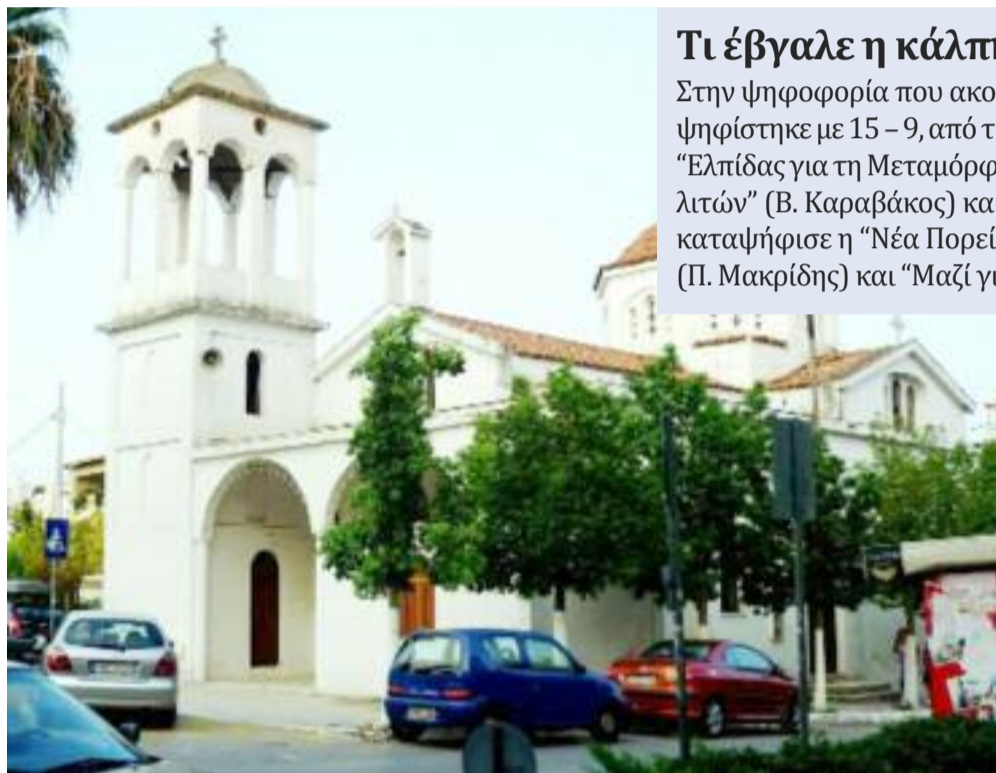 Τι έβγαλε η κάλπ
Στην ψηφοφορία που ακο
ψηφίστηκε με 15 – 9, από τ
“Ελπίδας για τη Μεταμόρφ
λιτών” (Β. Καραβάκος) κα
καταψήφισε η “Νέα Πορεί
(Π. Μακρίδης) και “Μαζί γι